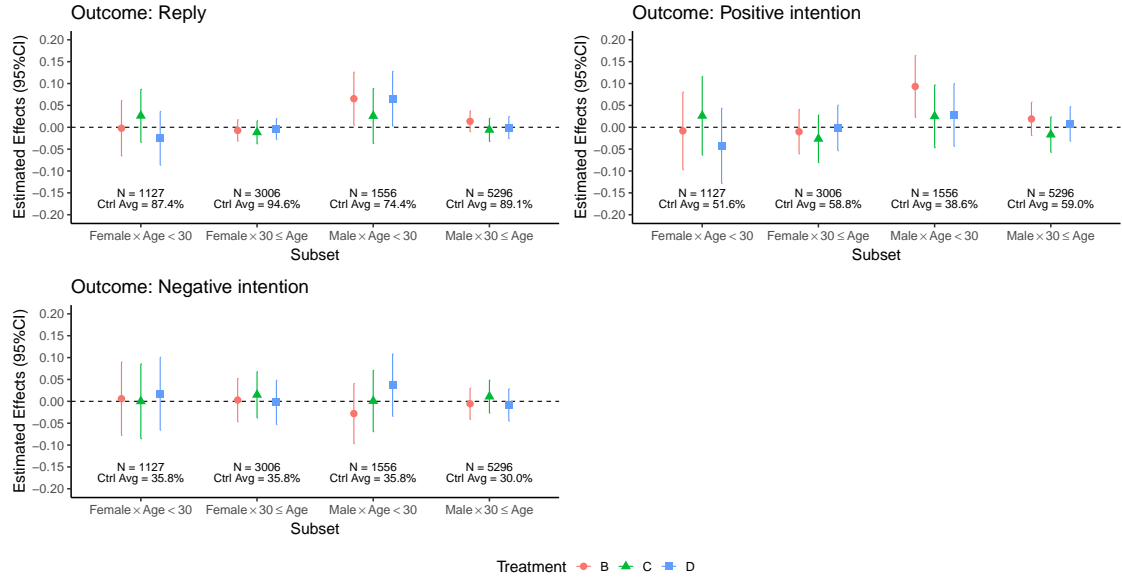 Outcome: Reply
Estimated Effects (95%CI)
0.20
0.15
0.10
0.05
0.00
−0.05
−0.10
−0.15
−0.20
N = 1127 N = 3006 N = 1556 N = 5296
Ctrl Avg = 87.4% Ctrl Avg = 94.6% Ctrl Avg = 74.4% Ctrl Avg = 89.1%
Female × Age < 30 Female × 30 ≤ Age Male × Age < 30 Male × 30 ≤ Age
Subset
Outcome: Positive intention
Estimated Effects (95%CI)
0.20
0.15
0.10
0.05
0.00
−0.05
−0.10
−0.15
−0.20
N = 1127 N = 3006 N = 1556 N = 5296
Ctrl Avg = 51.6% Ctrl Avg = 58.8% Ctrl Avg = 38.6% Ctrl Avg = 59.0%
Female × Age < 30 Female × 30 ≤ Age Male × Age < 30 Male × 30 ≤ Age
Subset
Outcome: Negative intention
Estimated Effects (95%CI)
0.20
0.15
0.10
0.05
0.00
−0.05
−0.10
−0.15
−0.20
N = 1127 N = 3006 N = 1556 N = 5296
Ctrl Avg = 35.8% Ctrl Avg = 35.8% Ctrl Avg = 35.8% Ctrl Avg = 30.0%
Female × Age < 30 Female × 30 ≤ Age Male × Age < 30 Male × 30 ≤ Age
Subset
Treatment B C D